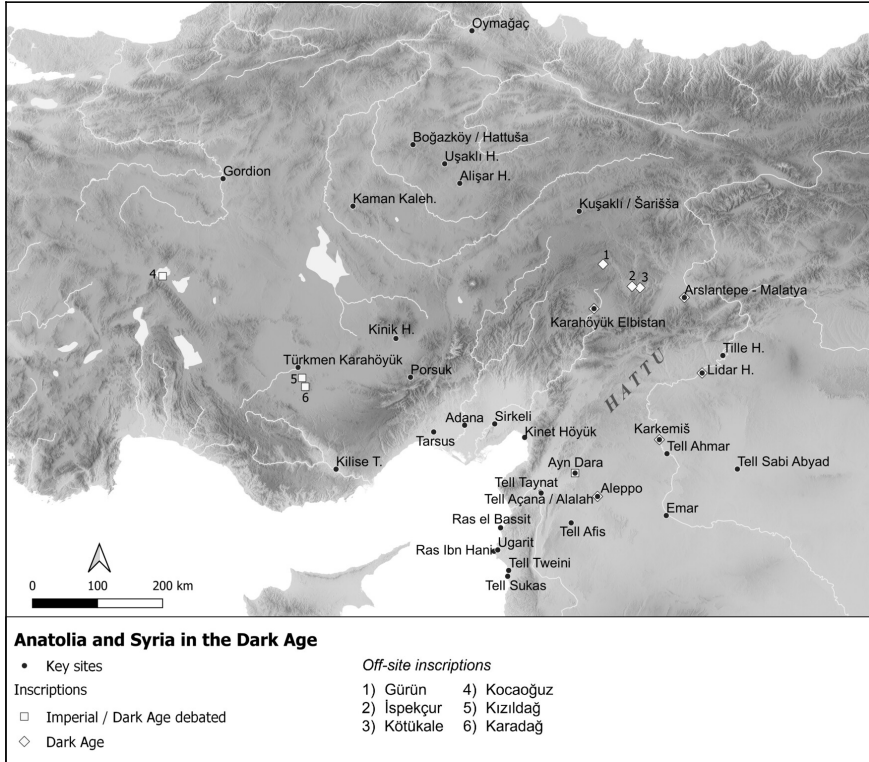 Oymağaç
Boğazköy / Hattuša
Uşaklı H.
Gordion
Alişar H.
Kaman Kaleh.
Kuşaklı / Šarišša
1
4
2 3
Arslantepe - Malatya
Karahöyük Elbistan
Kinik H.
HATTU
Tille H.
Türkmen Karahöyük
Lidar H.
5
Porsuk
6
Adana
Sirkeli
Tarsus
Kinet Höyük
Karkemiš
Tell Ahmar
Kilise T.
Ayn Dara
Tell Sabi Abyad
Tell Taynat
Tell Açana / Alalah
Aleppo
Ras el Bassit
Emar
Tell Afis
Ras Ibn Hani
Ugarit
Tell Tweini
Tell Sukas
0 100 200 km
Anatolia and Syria in the Dark Age
Key sites
Inscriptions
Imperial / Dark Age debated
Dark Age
Off-site inscriptions
1) Gürün
2) İspekçur
3) Kötükale
4) Kocaoğuz
5) Kızıldağ
6) Karadağ